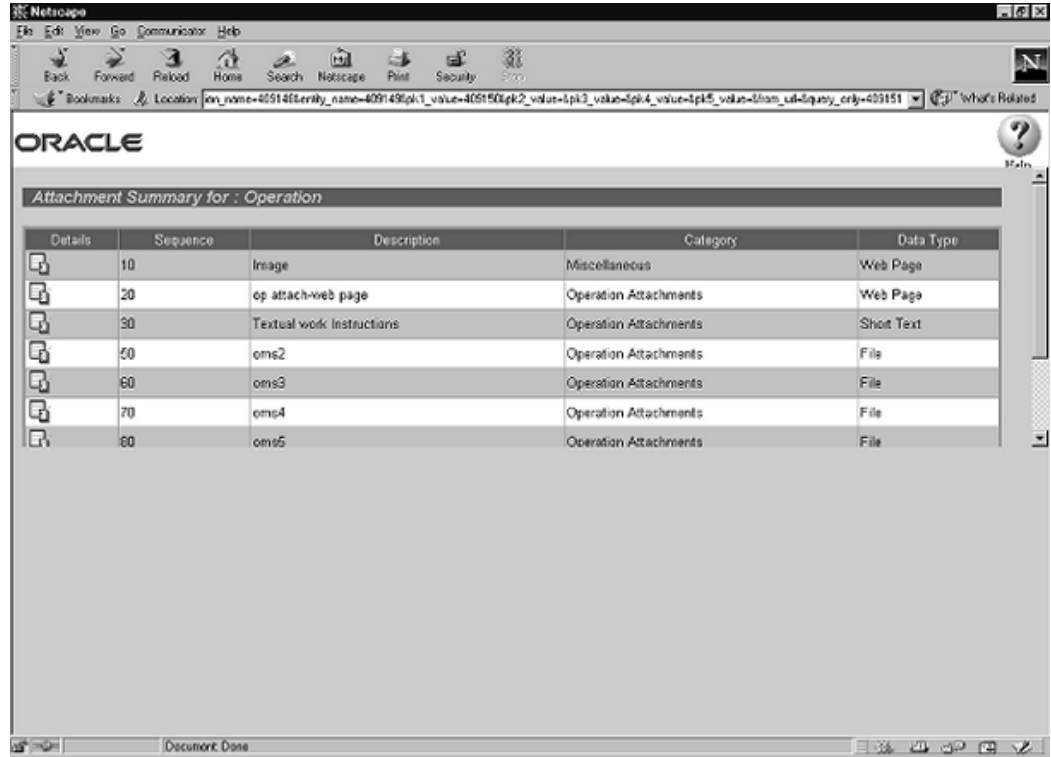 Netscape
File Edit View Go Communicator Help
Back Forward Reload Home Search Netscape Print Security Stop
Bookmarks Location: ion_name=409148&entity_name=409149&pk1_value=409150&pk2_value=&pk3_value=&pk4_value=&pk5_value=&from_url=&query_only=409151 What's Related
ORACLE
Help
Attachment Summary for : Operation
Details Sequence Description Category Data Type
10 Image Miscellaneous Web Page
20 op attach-web page Operation Attachments Web Page
30 Textual work Instructions Operation Attachments Short Text
50 oms2 Operation Attachments File
60 oms3 Operation Attachments File
70 oms4 Operation Attachments File
80 oms5 Operation Attachments File
Document: Done